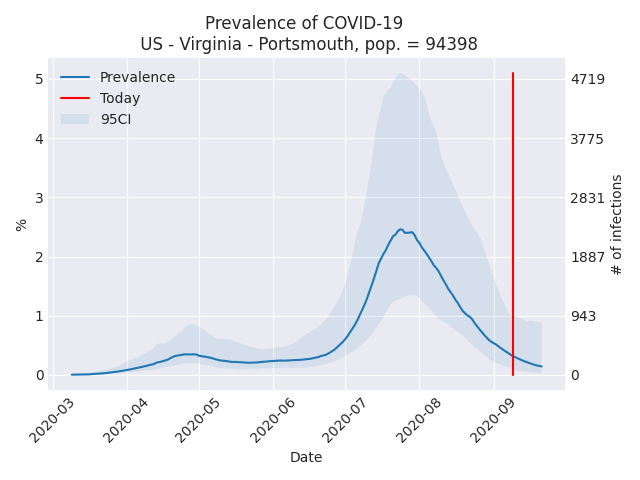 Prevalence of COVID-19
US - Virginia - Portsmouth, pop. = 94398
Prevalence
Today
95CI
5
4
3
2
1
0
%
4719
3775
2831
1887
943
0
# of infections
2020-03
2020-04
2020-05
2020-06
2020-07
2020-08
2020-09
Date